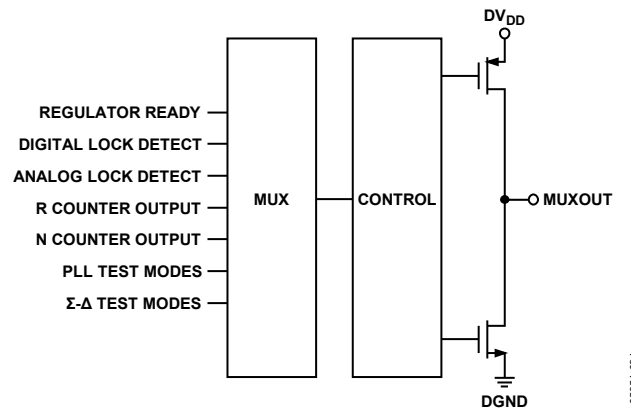 DVDD
REGULATOR READY
DIGITAL LOCK DETECT
ANALOG LOCK DETECT
R COUNTER OUTPUT
N COUNTER OUTPUT
PLL TEST MODES
Σ-Δ TEST MODES
MUX
CONTROL
MUXOUT
DGND